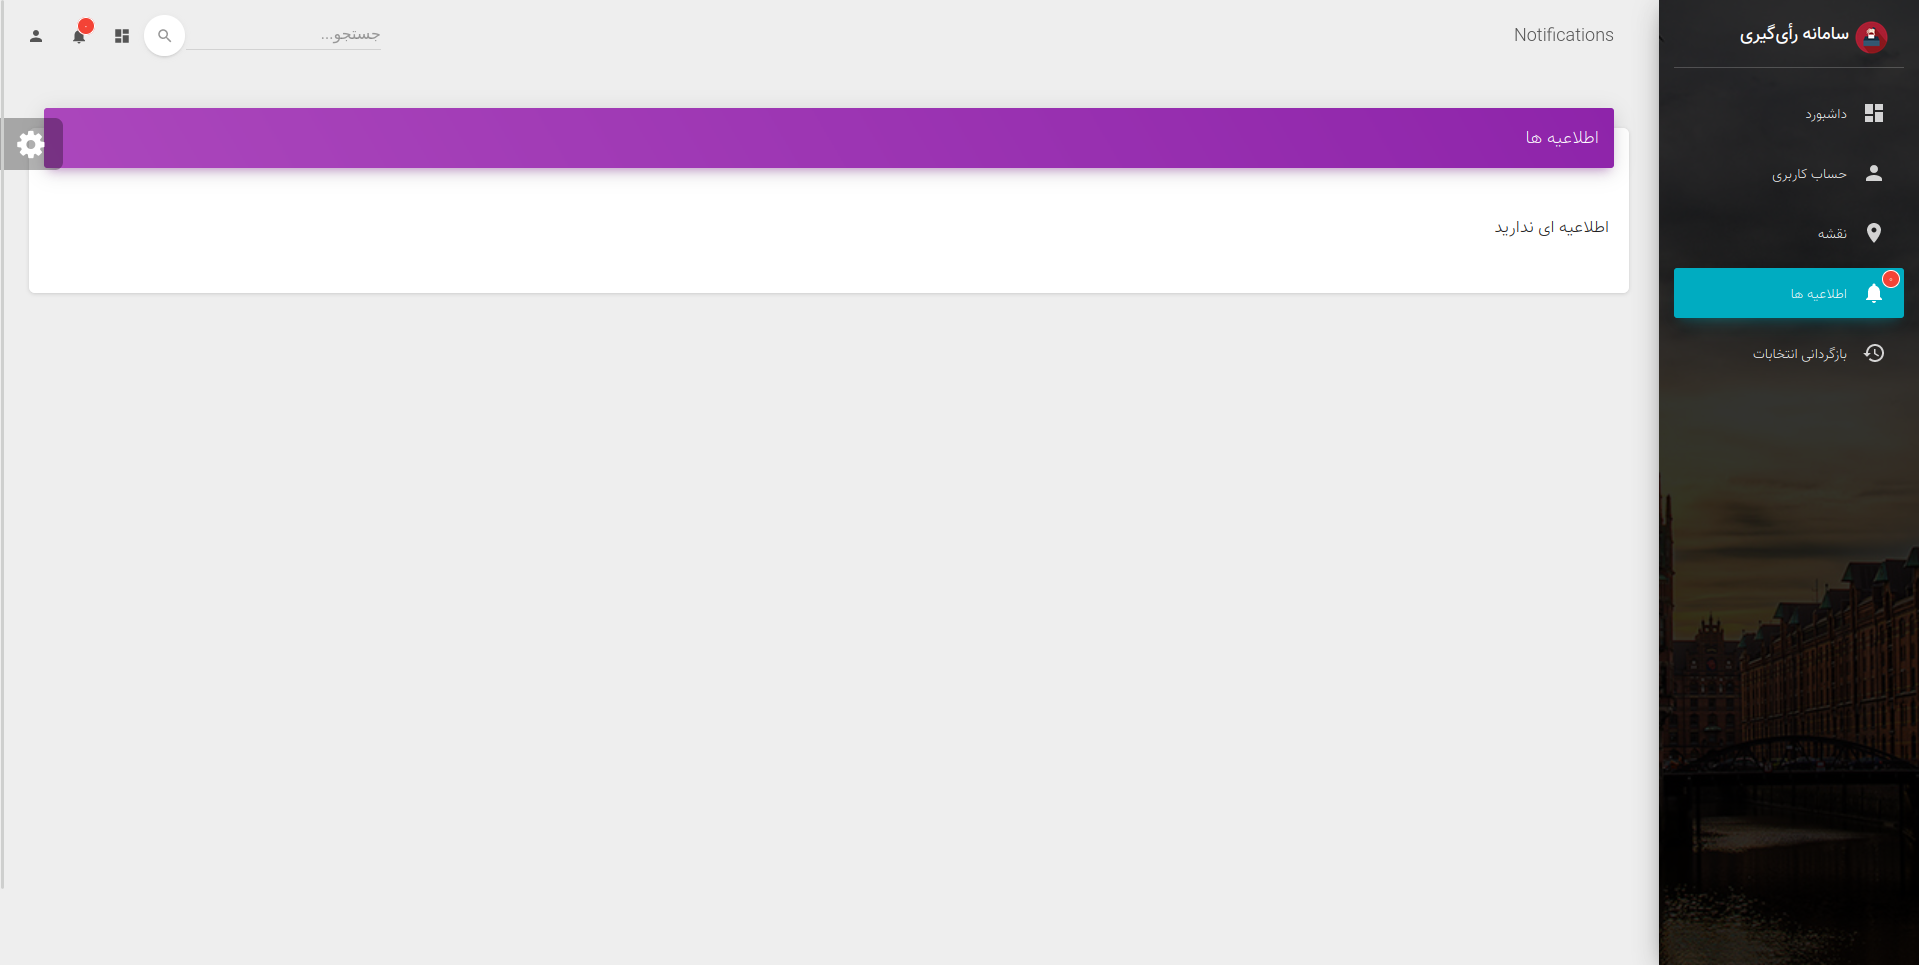 سامانه رأی‌گیری
داشبورد
حساب کاربری
نقشه
اطلاعیه ها
بازگردانی انتخابات
Notifications
جستجو...
اطلاعیه ها
اطلاعیه ای ندارید